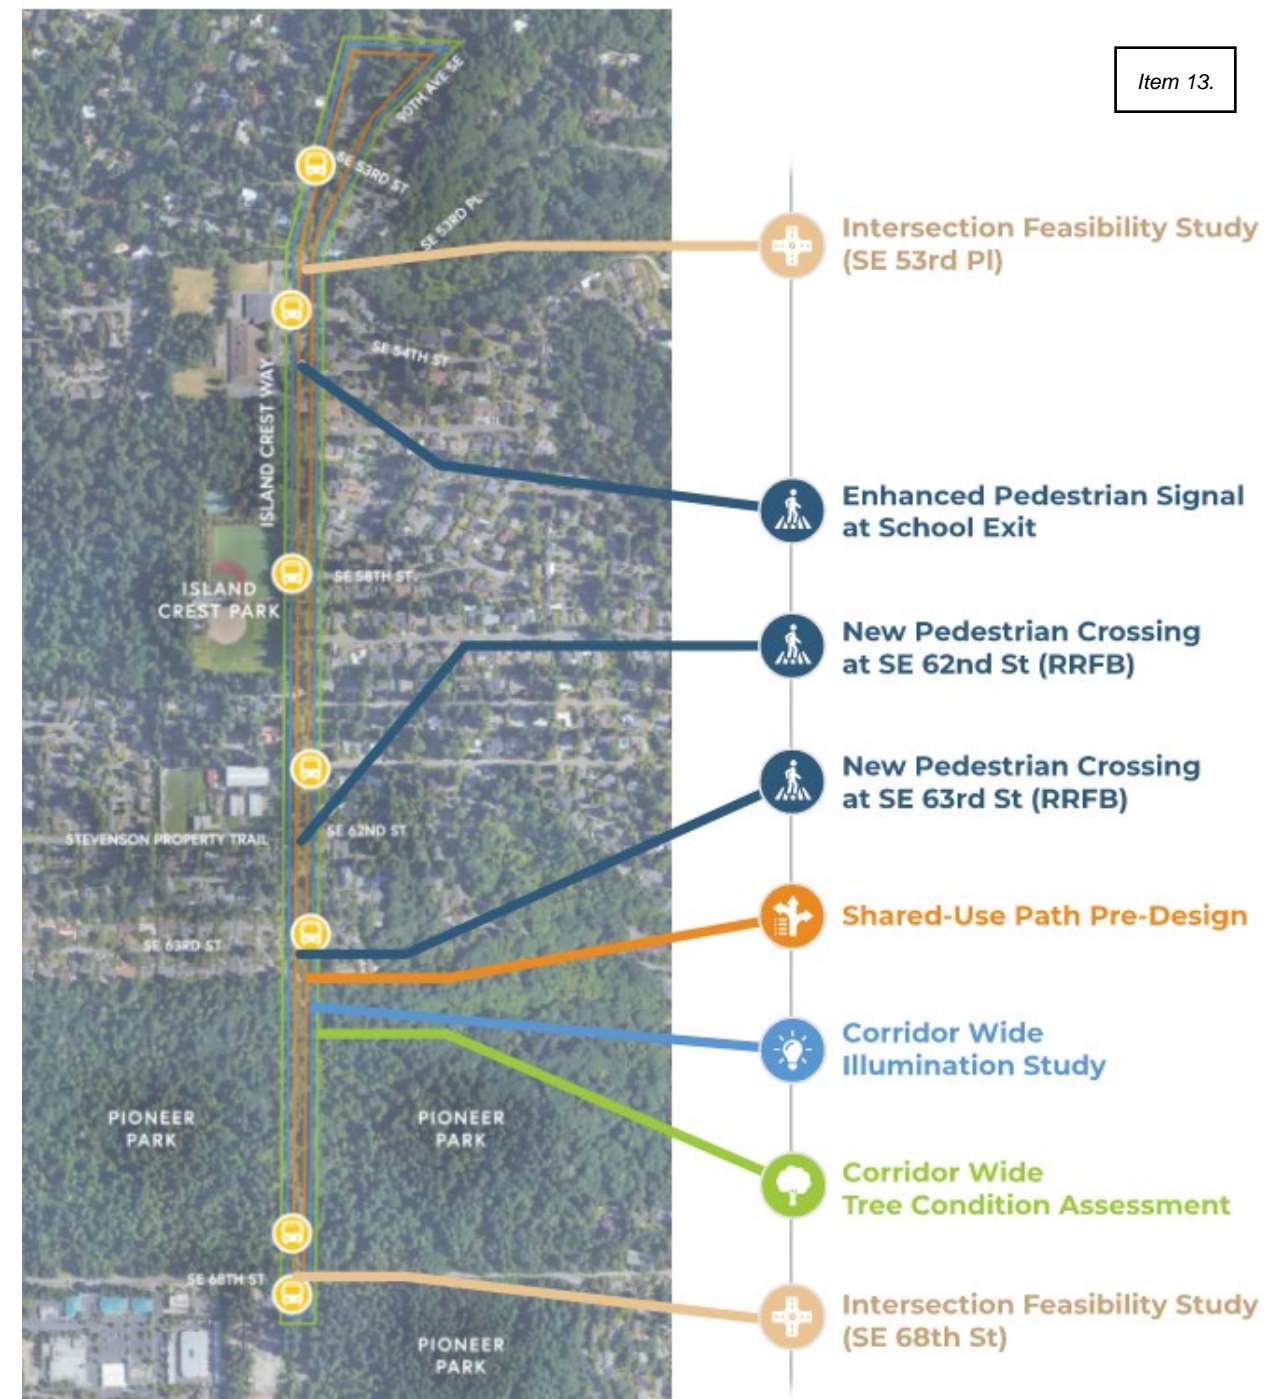 Item 13.
90TH AVE SE
SE 53RD ST
SE 53RD PL
Intersection Feasibility Study
(SE 53rd Pl)
SE 54TH ST
ISLAND CREST WAY
Enhanced Pedestrian Signal
at School Exit
SE 58TH ST
ISLAND
CREST PARK
New Pedestrian Crossing
at SE 62nd St (RRFB)
New Pedestrian Crossing
at SE 63rd St (RRFB)
SE 62ND ST
STEVENSON PROPERTY TRAIL
SE 63RD ST
Shared-Use Path Pre-Design
Corridor Wide
Illumination Study
PIONEER
PARK
PIONEER
PARK
Corridor Wide
Tree Condition Assessment
SE 68TH ST
Intersection Feasibility Study
(SE 68th St)
PIONEER
PARK